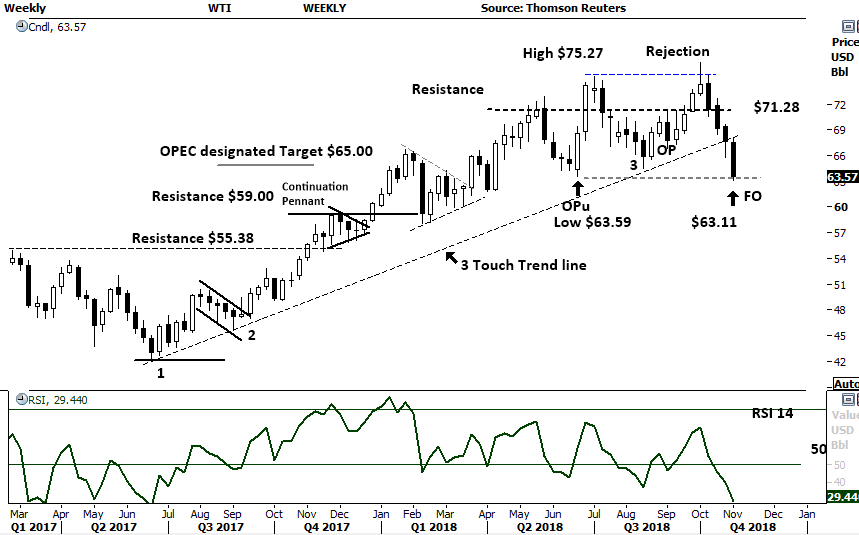 Weekly WTI WEEKLY Source: Thomson Reuters
Cndl, 63.57
Price
USD
Bbl
High $75.27
Rejection
Resistance
$71.28
OPEC designated Target $65.00
Resistance $59.00
Continuation
Pennant
Resistance $55.38
3
OP
OPu
Low $63.59
FO
$63.11
3 Touch Trend line
2
1
72
69
66
63.57
60
57
54
51
48
45
42
Auto
RSI, 29.440
RSI 14
Value
USD
Bbl
50
50
40
29.440
Mar Apr May Jun Jul Aug Sep Oct Nov Dec Jan Feb Mar Apr May Jun Jul Aug Sep Oct Nov Dec Jan
Q1 2017 Q2 2017 Q3 2017 Q4 2017 Q1 2018 Q2 2018 Q3 2018 Q4 2018